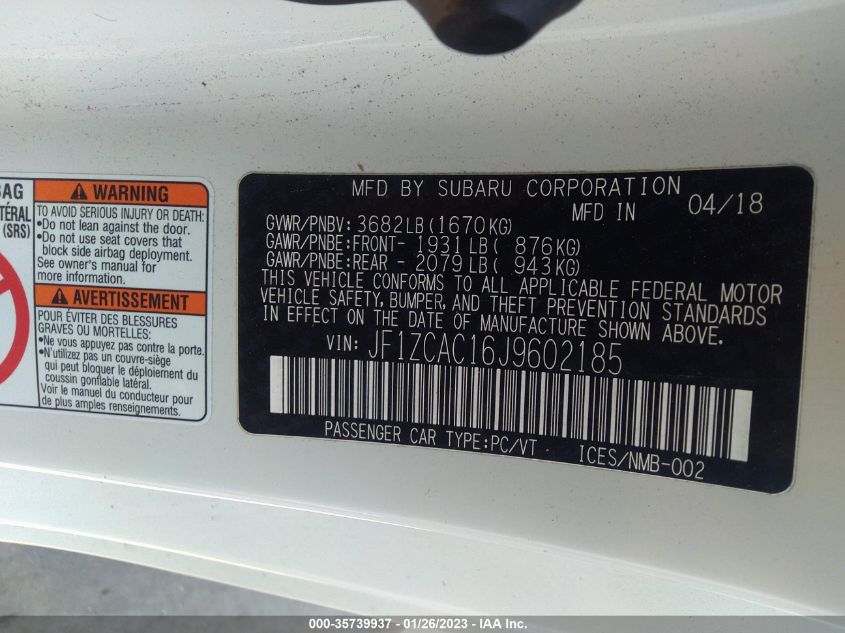 BAG
TÉRAL
(SRS)
WARNING
TO AVOID SERIOUS INJURY OR DEATH:
•Do not lean against the door.
•Do not use seat covers that
block side airbag deployment.
See owner's manual for
more information.
AVERTISSEMENT
POUR ÉVITER DES BLESSURES
GRAVES OU MORTELLES:
•Ne vous appuyez pas contre la porte.
•N'utilisez pas un couvre-siège
qui peut bloquer le déploiement du
coussin gonflable latéral.
Voir le manuel du conducteur pour
de plus amples renseignements.
MFD BY SUBARU CORPORATION
MFD IN 04/18
GVWR/PNBV: 3682LB(1670KG)
GAWR/PNBE:FRONT- 1931LB( 876KG)
GAWR/PNBE:REAR - 2079LB( 943KG)
THIS VEHICLE CONFORMS TO ALL APPLICABLE FEDERAL MOTOR
VEHICLE SAFETY, BUMPER, AND THEFT PREVENTION STANDARDS
IN EFFECT ON THE DATE OF MANUFACTURE SHOWN ABOVE.
VIN: JF1ZCAC16J9602185
PASSENGER CAR TYPE:PC/VT ICES/NMB-002
000-35739937 - 01/26/2023 - IAA Inc.